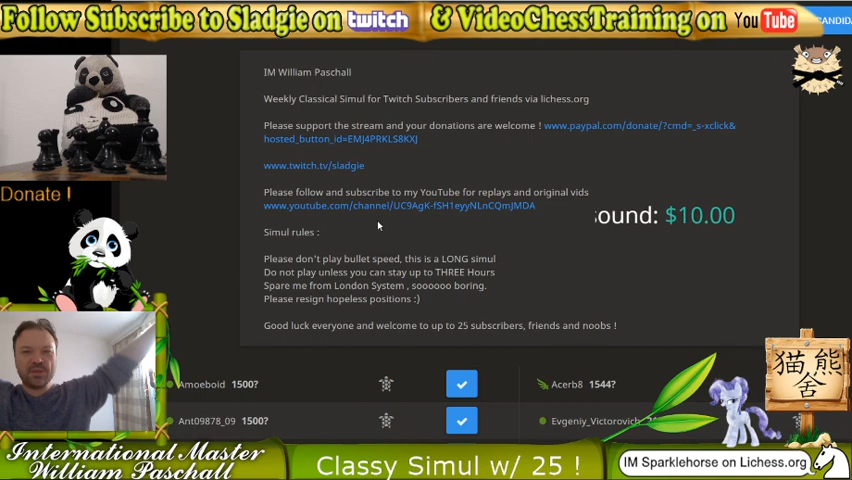 Follow Subscribe to Sladgie on twitch & VideoChessTraining on YouTube
IM William Paschall
Weekly Classical Simul for Twitch Subscribers and friends via lichess.org
Please support the stream and your donations are welcome ! www.paypal.com/donate/?cmd=_s-xclick&
hosted_button_id=EMJ4PRKLS8KXJ
www.twitch.tv/sladgie
Donate !
Please follow and subscribe to my YouTube for replays and original vids
www.youtube.com/channel/UC9AgK-fSH1eyyNLnCQmJMDA
ound: $10.00
Simul rules :
Please don't play bullet speed, this is a LONG simul
Do not play unless you can stay up to THREE Hours
Spare me from London System , soooooo boring.
Please resign hopeless positions :)
Good luck everyone and welcome to up to 25 subscribers, friends and noobs !
猫熊
舍
Amoeboid 1500?
Acerb8 1544?
Ant09878_09 1500?
Evgeniy_Victorovich
International Master
William Paschall
Classy Simul w/ 25 !
IM Sparklehorse on Lichess.org